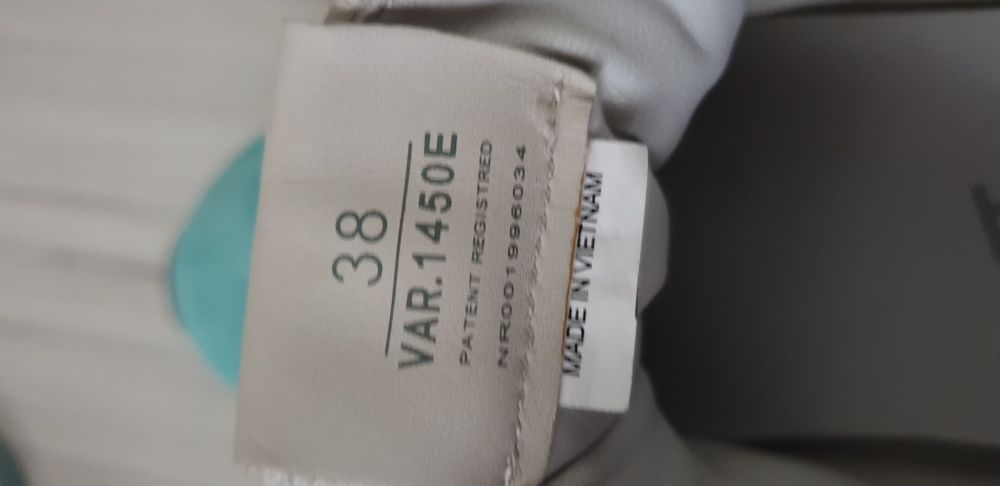 38
VAR.1450E
PATENT REGISTRED
NR001996034
MADE IN VIETNAM